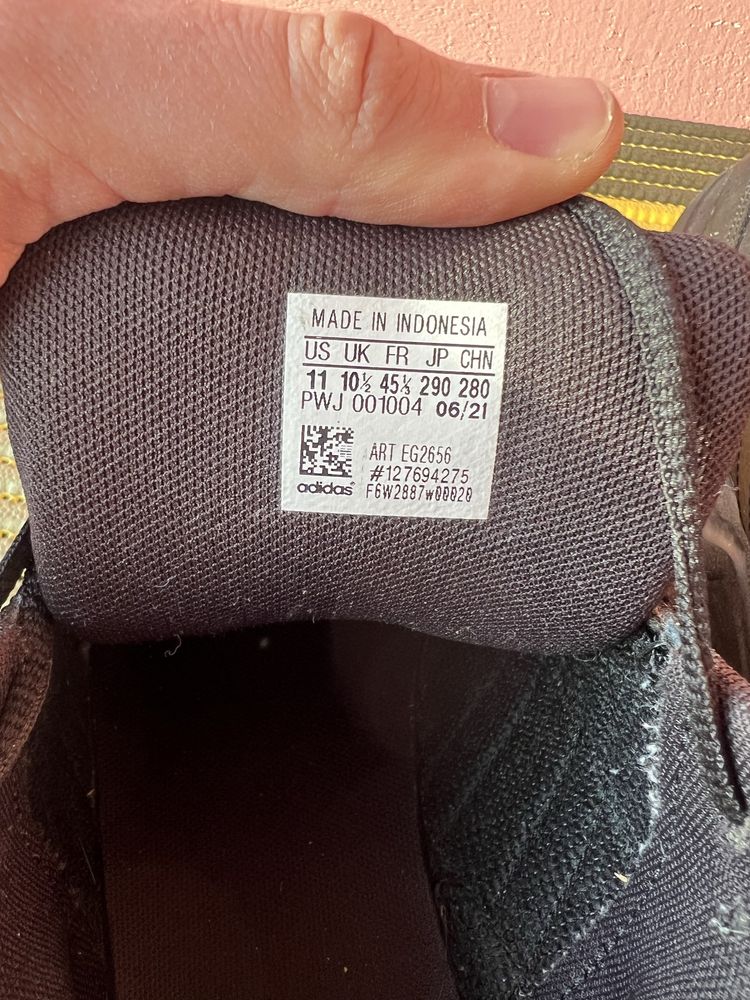 MADE IN INDONESIA
US UK FR JP CHN
11 10½ 45⅓ 290 280
PWJ 001004 06/21
ART EG2656
#127694275
adidas F6W2887w00020